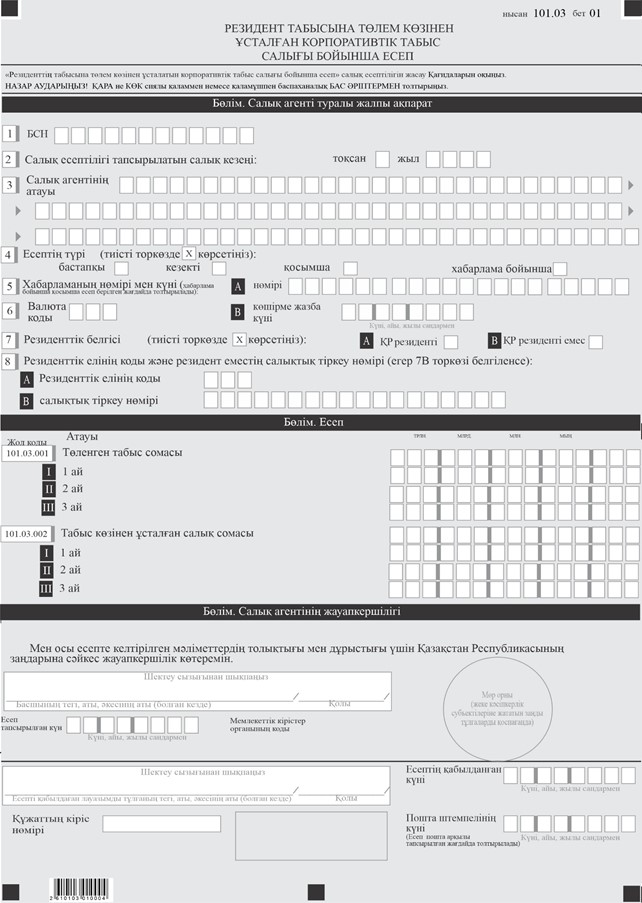 нысан 101.03 бет 01
РЕЗИДЕНТ ТАБЫСЫНА ТӨЛЕМ КӨЗІНЕН
ҰСТАЛҒАН КОРПОРАТИВТІК ТАБЫС
САЛЫҒЫ БОЙЫНША ЕСЕП
«Резиденттің табысына төлем көзінен ұсталатын корпоративтік табыс салығы бойынша есеп» салық есептілігін жасау Қағидаларын оқыңыз.
НАЗАР АУДАРЫҢЫЗ! ҚАРА не КӨК сиялы қаламмен немесе қаламұшпен баспаханалық БАС ӘРІПТЕРМЕН толтырыңыз.
Бөлім. Салық агенті туралы жалпы ақпарат
1 БСН
2 Салық есептілігі тапсырылатын салық кезеңі: тоқсан жыл
3 Салық агентінің
атауы
4 Есептің түрі (тиісті торкөзде X көрсетіңіз):
бастапқы кезекті қосымша хабарлама бойынша
5 Хабарламаның нөмірі мен күні (хабарлама A нөмірі
бойынша қосымша есеп берілген жағдайда толтырылады):
6 Валюта
коды
B көшірме жазба
күні
Күні, айы, жылы сандармен
7 Резиденттік белгісі (тиісті торкөзде X көрсетіңіз): A ҚР резиденті B ҚР резиденті емес
8 Резиденттік елінің коды және резидент еместің салықтық тіркеу нөмірі (егер 7В торкөзі белгіленсе):
A Резиденттік елінің коды
B салықтық тіркеу нөмірі
Бөлім. Есеп
Жол коды Атауы трлн млрд млн мың
101.03.001 Төленген табыс сомасы
I 1 ай
II 2 ай
III 3 ай
101.03.002 Табыс көзінен ұсталған салық сомасы
I 1 ай
II 2 ай
III 3 ай
Бөлім. Салық агентінің жауапкершілігі
Мен осы есепте келтірілген мәліметтердің толықтығы мен дұрыстығы үшін Қазақстан Республикасының
заңдарына сәйкес жауапкершілік көтеремін.
Шектеу сызығынан шықпаңыз
Басшының тегі, аты, әкесінің аты (болған кезде) / Қолы /
Мөр орны
(жеке кәсіпкерлік
субъектілеріне жататын заңды
тұлғаларды қоспағанда)
Есеп
тапсырылған күн
Күні, айы, жылы сандармен
Мемлекеттік кірістер
органының коды
Шектеу сызығынан шықпаңыз
Есепті қабылдаған лауазымды тұлғаның тегі, аты, әкесінің аты (болған кезде) / Қолы /
Есептің қабылданған
күні
Күні, айы, жылы сандармен
Құжаттың кіріс
нөмірі
Пошта штемпелінің
күні
(Есеп пошта арқылы
тапсырылған жағдайда толтырылады)
Күні, айы, жылы сандармен
2 610103 010004